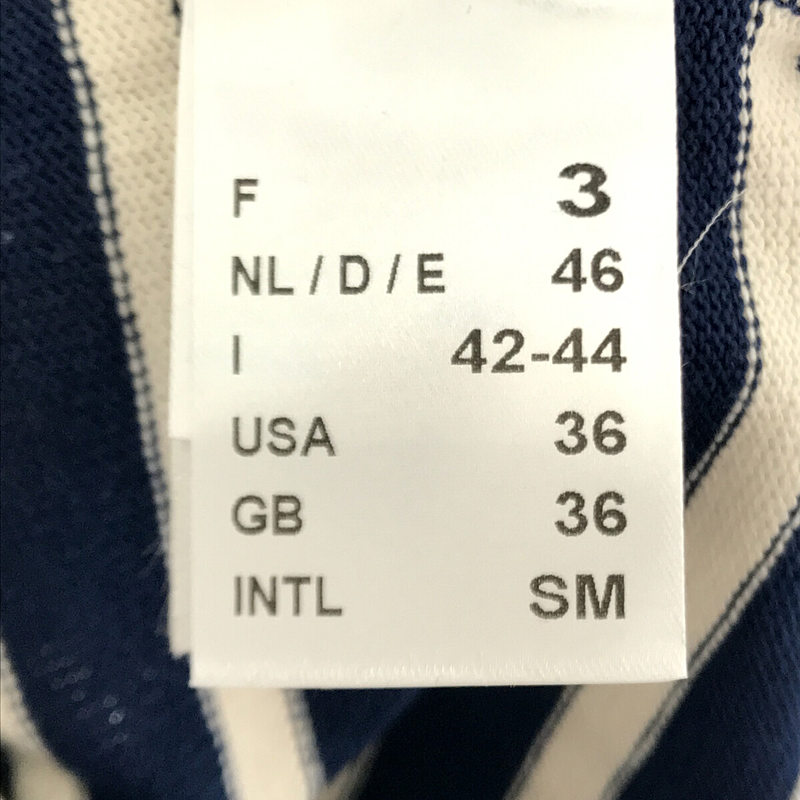 F 3
NL / D / E 46
I 42-44
USA 36
GB 36
INTL SM